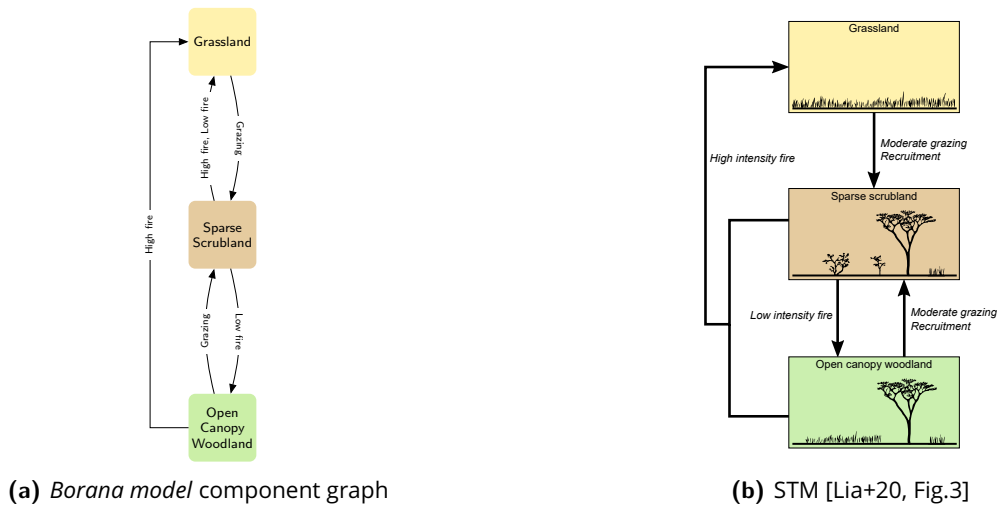 Grassland
High fire, Low fire
Grazing
High fire
Sparse
Scrubland
Grazing
Low fire
Open
Canopy
Woodland
(a) Borana model component graph
Grassland
High intensity fire
Moderate grazing
Recruitment
Sparse scrubland
Low intensity fire
Moderate grazing
Recruitment
Open canopy woodland
(b) STM [Lia+20, Fig.3]